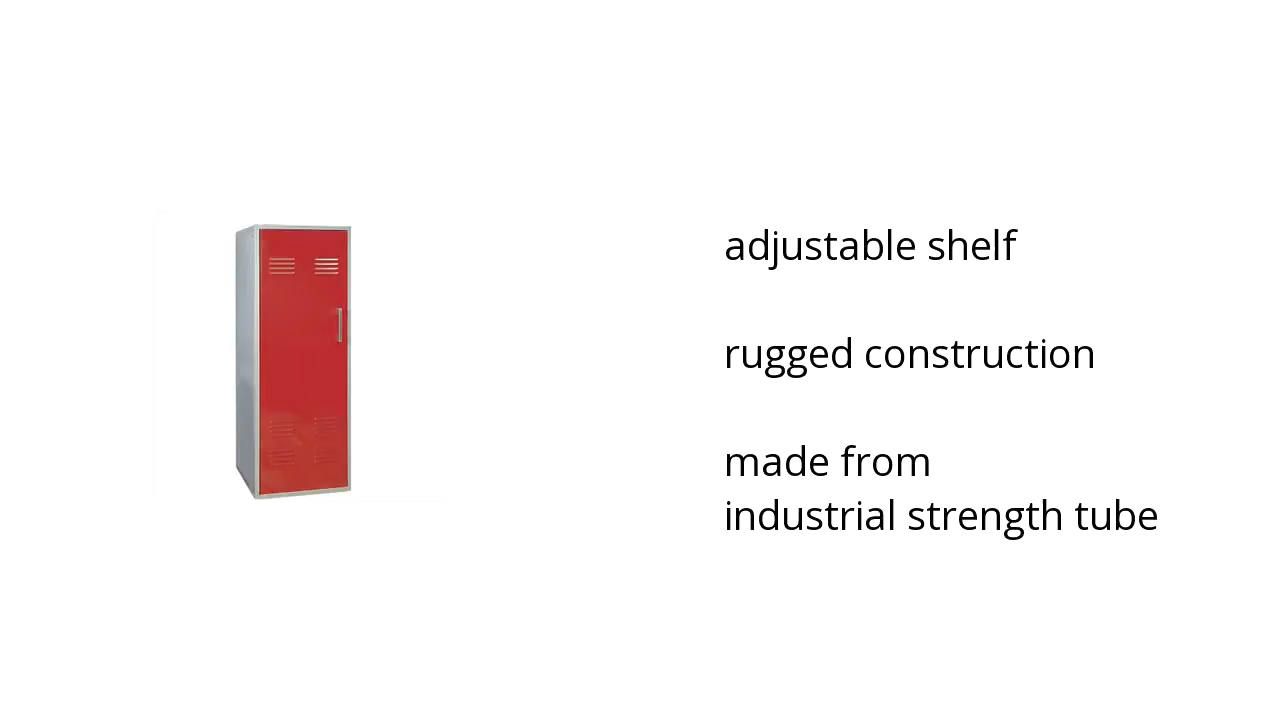 adjustable shelf
rugged construction
made from
industrial strength tube